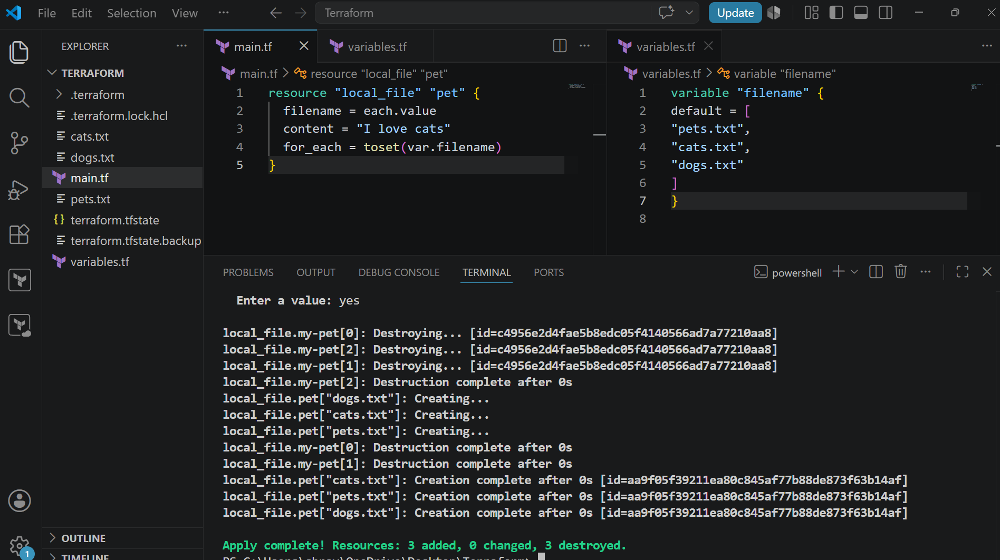 File Edit Selection View ··· Terraform Update
EXPLORER ···
TERRAFORM
.terraform
.terraform.lock.hcl
cats.txt
dogs.txt
main.tf
pets.txt
{} terraform.tfstate
terraform.tfstate.backup
variables.tf
OUTLINE
TIMELINE
1
main.tf
variables.tf
main.tf > resource "local_file" "pet"
1 resource "local_file" "pet" {
2 filename = each.value
3 content = "I love cats"
4 for_each = toset(var.filename)
5 }
variables.tf
variables.tf > variable "filename"
1 variable "filename" {
2 default = [
3 "pets.txt",
4 "cats.txt",
5 "dogs.txt"
6 ]
7 }
8
PROBLEMS OUTPUT DEBUG CONSOLE TERMINAL PORTS powershell
Enter a value: yes
local_file.my-pet[0]: Destroying... [id=c4956e2d4fae5b8edc05f4140566ad7a77210aa8]
local_file.my-pet[2]: Destroying... [id=c4956e2d4fae5b8edc05f4140566ad7a77210aa8]
local_file.my-pet[1]: Destroying... [id=c4956e2d4fae5b8edc05f4140566ad7a77210aa8]
local_file.my-pet[2]: Destruction complete after 0s
local_file.pet["dogs.txt"]: Creating...
local_file.pet["cats.txt"]: Creating...
local_file.pet["pets.txt"]: Creating...
local_file.my-pet[0]: Destruction complete after 0s
local_file.my-pet[1]: Destruction complete after 0s
local_file.pet["cats.txt"]: Creation complete after 0s [id=aa9f05f39211ea80c845af77b88de873f63b14af]
local_file.pet["pets.txt"]: Creation complete after 0s [id=aa9f05f39211ea80c845af77b88de873f63b14af]
local_file.pet["dogs.txt"]: Creation complete after 0s [id=aa9f05f39211ea80c845af77b88de873f63b14af]
Apply complete! Resources: 3 added, 0 changed, 3 destroyed.